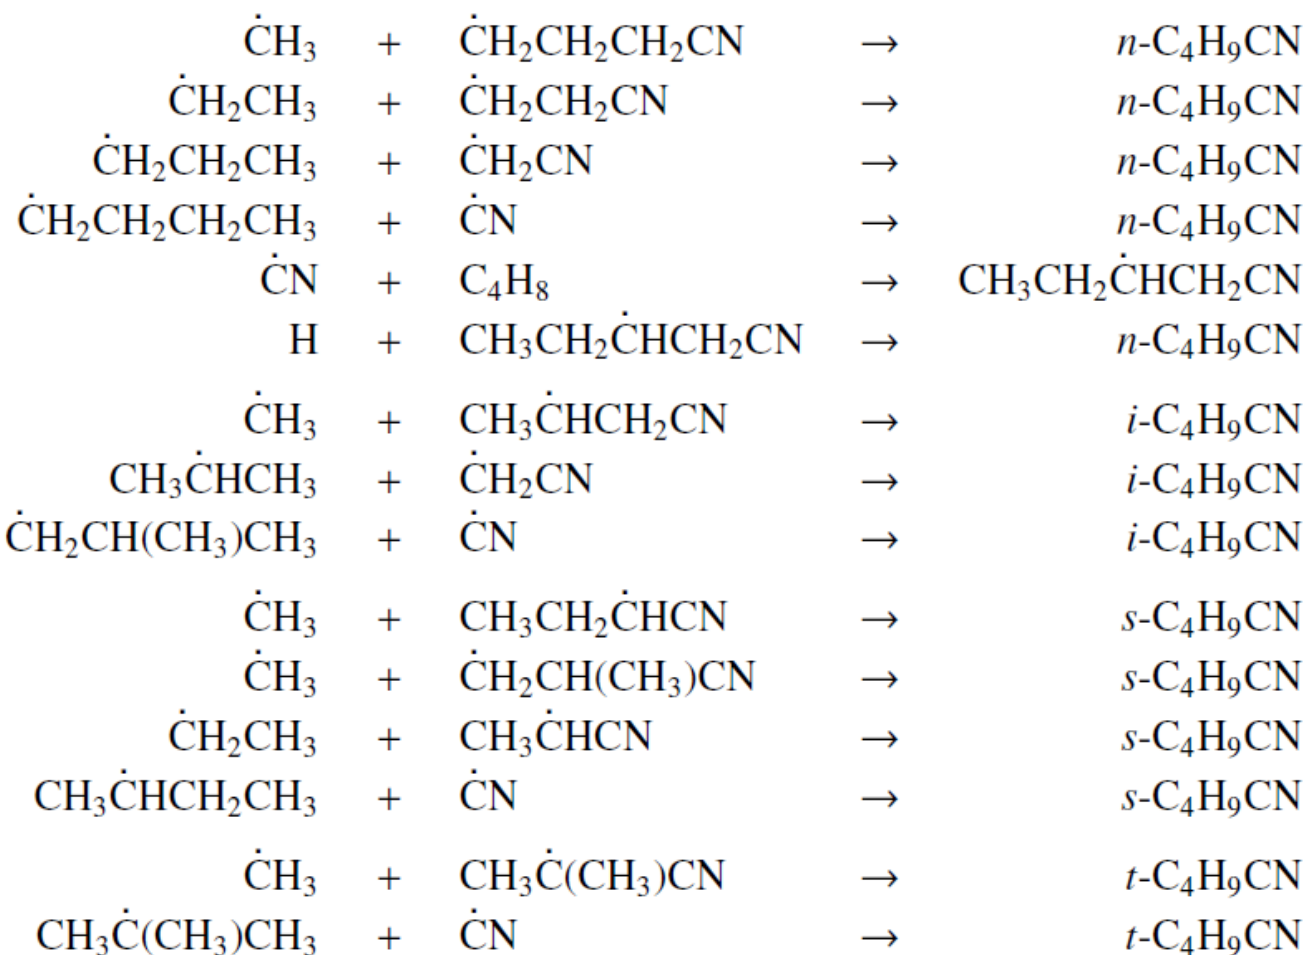 ĊH₃ + ĊH₂CH₂CH₂CN → n-C₄H₉CN
ĊH₂CH₃ + ĊH₂CH₂CN → n-C₄H₉CN
ĊH₂CH₂CH₃ + ĊH₂CN → n-C₄H₉CN
ĊH₂CH₂CH₂CH₃ + ĊN → n-C₄H₉CN
ĊN + C₄H₈ → CH₃CH₂ĊHCH₂CN
H + CH₃CH₂ĊHCH₂CN → n-C₄H₉CN
ĊH₃ + CH₃ĊHCH₂CN → i-C₄H₉CN
CH₃ĊHCH₃ + ĊH₂CN → i-C₄H₉CN
ĊH₂CH(CH₃)CH₃ + ĊN → i-C₄H₉CN
ĊH₃ + CH₃CH₂ĊHCN → s-C₄H₉CN
ĊH₃ + ĊH₂CH(CH₃)CN → s-C₄H₉CN
ĊH₂CH₃ + CH₃ĊHCN → s-C₄H₉CN
CH₃ĊHCH₂CH₃ + ĊN → s-C₄H₉CN
ĊH₃ + CH₃Ċ(CH₃)CN → t-C₄H₉CN
CH₃Ċ(CH₃)CH₃ + ĊN → t-C₄H₉CN